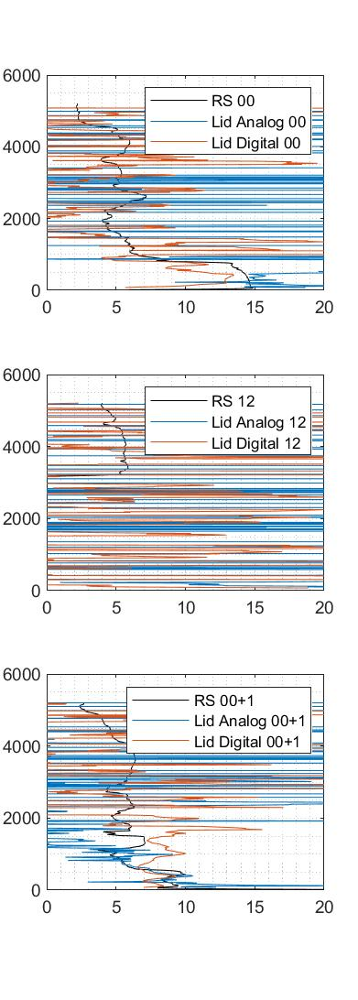 6000
RS 00
Lid Analog 00
Lid Digital 00
4000
2000
0
0 5 10 15 20
6000
RS 12
Lid Analog 12
Lid Digital 12
4000
2000
0
0 5 10 15 20
6000
RS 00+1
Lid Analog 00+1
Lid Digital 00+1
4000
2000
0
0 5 10 15 20